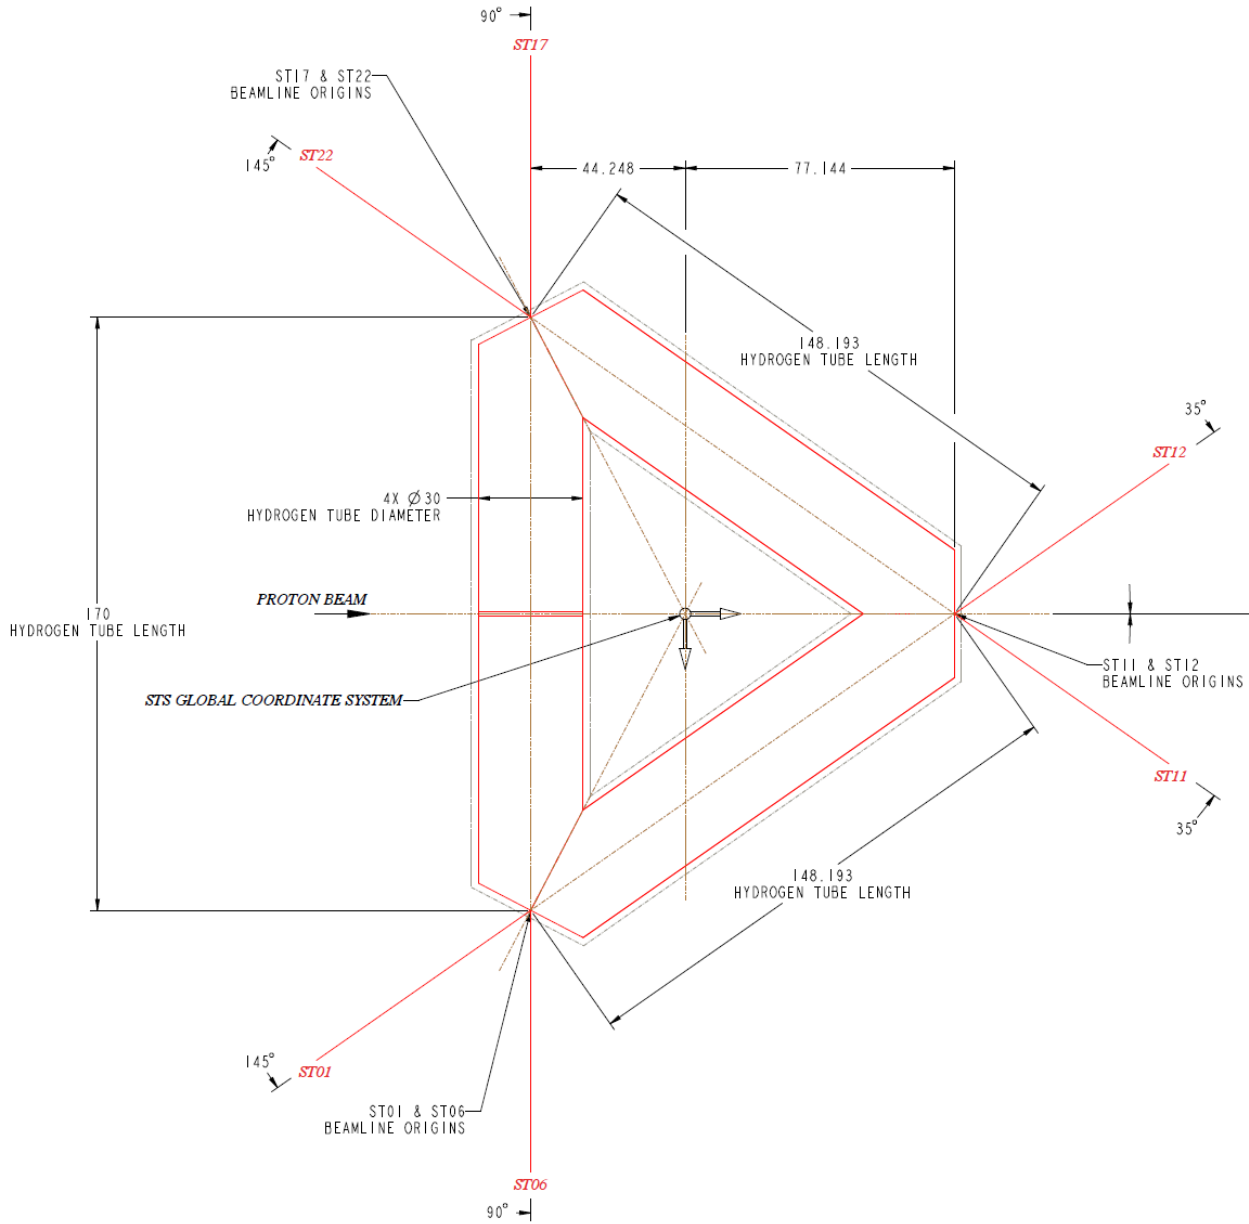 90°
ST17
ST17 & ST22
BEAMLINE ORIGINS
145°
ST22
44.248
77.144
148.193
HYDROGEN TUBE LENGTH
35°
ST12
4X Ø30
HYDROGEN TUBE DIAMETER
PROTON BEAM
170
HYDROGEN TUBE LENGTH
STS GLOBAL COORDINATE SYSTEM
ST11 & ST12
BEAMLINE ORIGINS
ST11
35°
148.193
HYDROGEN TUBE LENGTH
145°
ST01
ST01 & ST06
BEAMLINE ORIGINS
ST06
90°